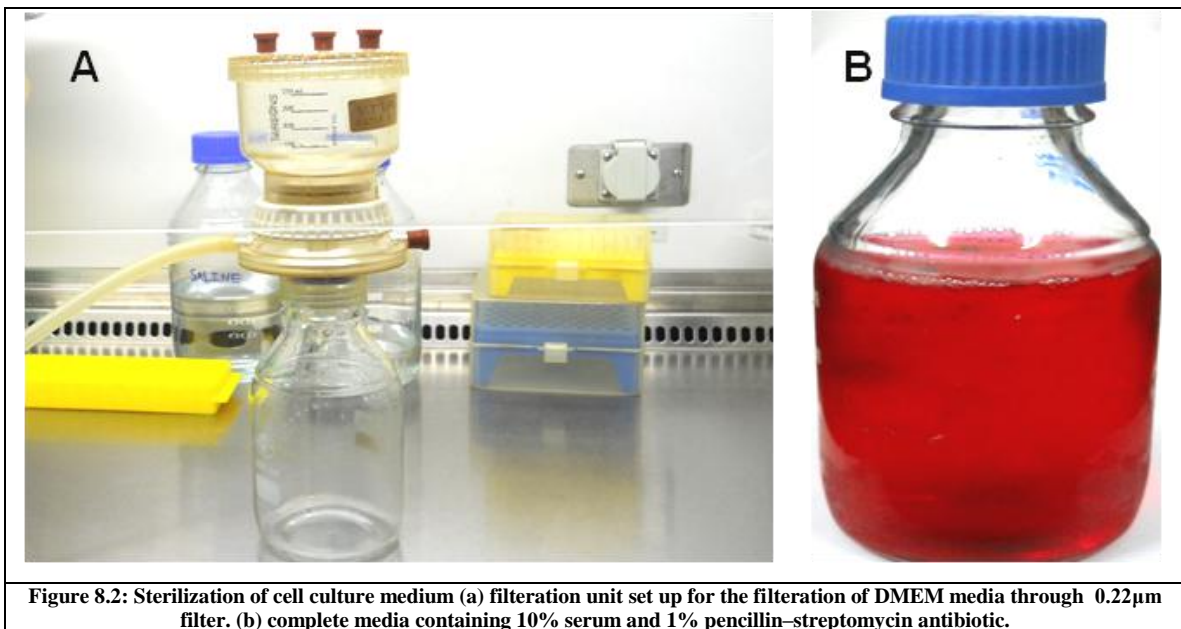 A
B
TARSONS
SALINE
Figure 8.2: Sterilization of cell culture medium (a) filteration unit set up for the filteration of DMEM media through 0.22µm
filter. (b) complete media containing 10% serum and 1% pencillin–streptomycin antibiotic.